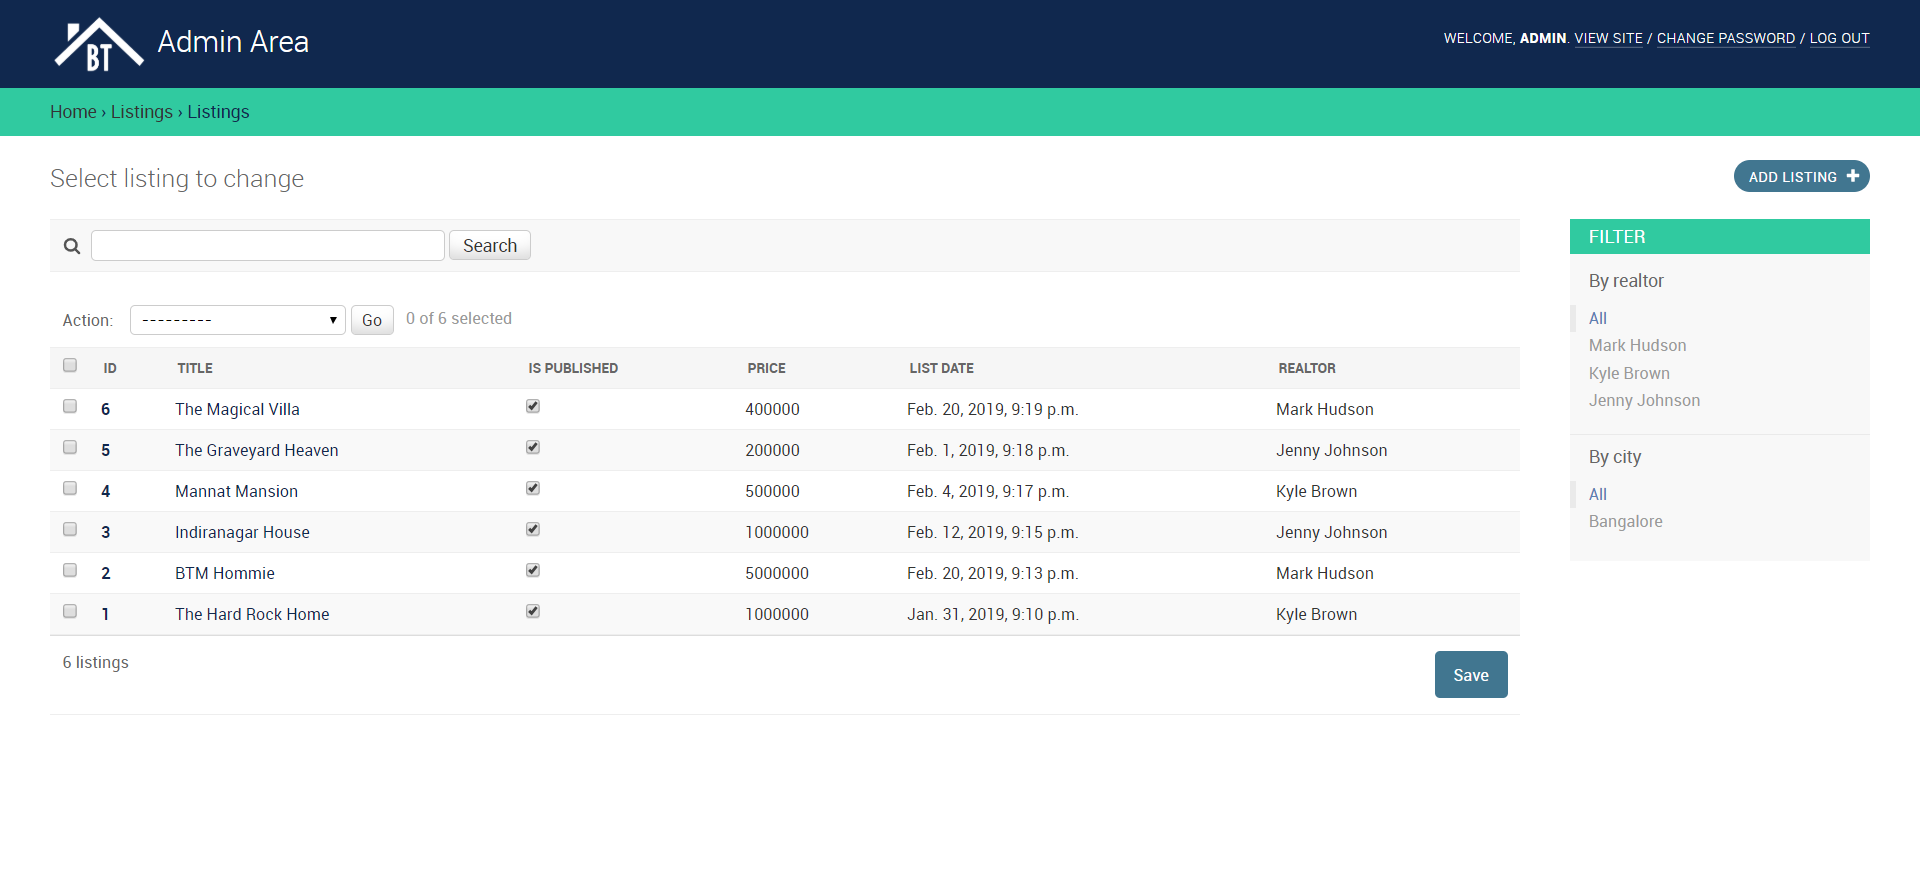 BT Admin Area
WELCOME, ADMIN. VIEW SITE / CHANGE PASSWORD / LOG OUT
Home › Listings › Listings
Select listing to change
ADD LISTING
Search
FILTER
By realtor
All
Mark Hudson
Kyle Brown
Jenny Johnson
By city
All
Bangalore
Action: --------- Go 0 of 6 selected
ID TITLE IS PUBLISHED PRICE LIST DATE REALTOR
6 The Magical Villa 400000 Feb. 20, 2019, 9:19 p.m. Mark Hudson
5 The Graveyard Heaven 200000 Feb. 1, 2019, 9:18 p.m. Jenny Johnson
4 Mannat Mansion 500000 Feb. 4, 2019, 9:17 p.m. Kyle Brown
3 Indiranagar House 1000000 Feb. 12, 2019, 9:15 p.m. Jenny Johnson
2 BTM Hommie 5000000 Feb. 20, 2019, 9:13 p.m. Mark Hudson
1 The Hard Rock Home 1000000 Jan. 31, 2019, 9:10 p.m. Kyle Brown
6 listings
Save